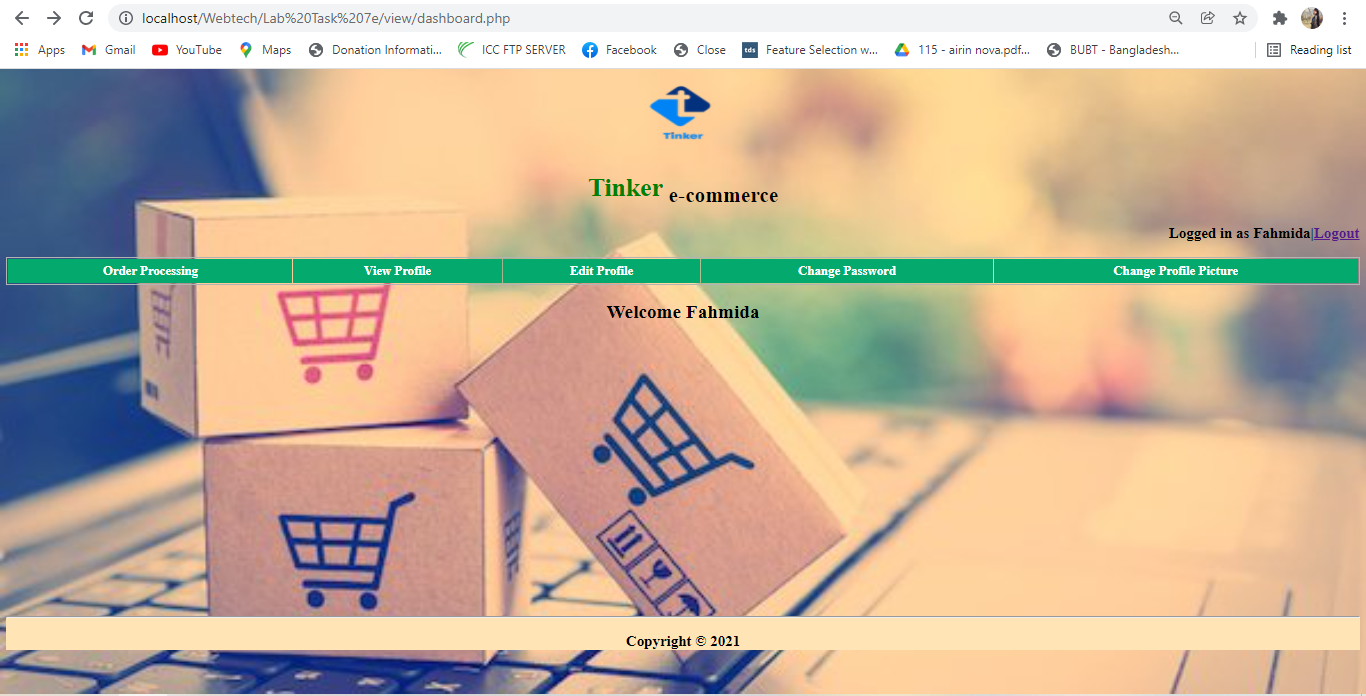 localhost/Webtech/Lab%20Task%207e/view/dashboard.php
Apps Gmail YouTube Maps Donation Informati... ICC FTP SERVER Facebook Close tds Feature Selection w... 115 - airin nova.pdf... BUBT - Bangladesh... Reading list
t
Tinker
Tinker e-commerce
Logged in as Fahmida|Logout
Order Processing View Profile Edit Profile Change Password Change Profile Picture
Welcome Fahmida
Copyright © 2021